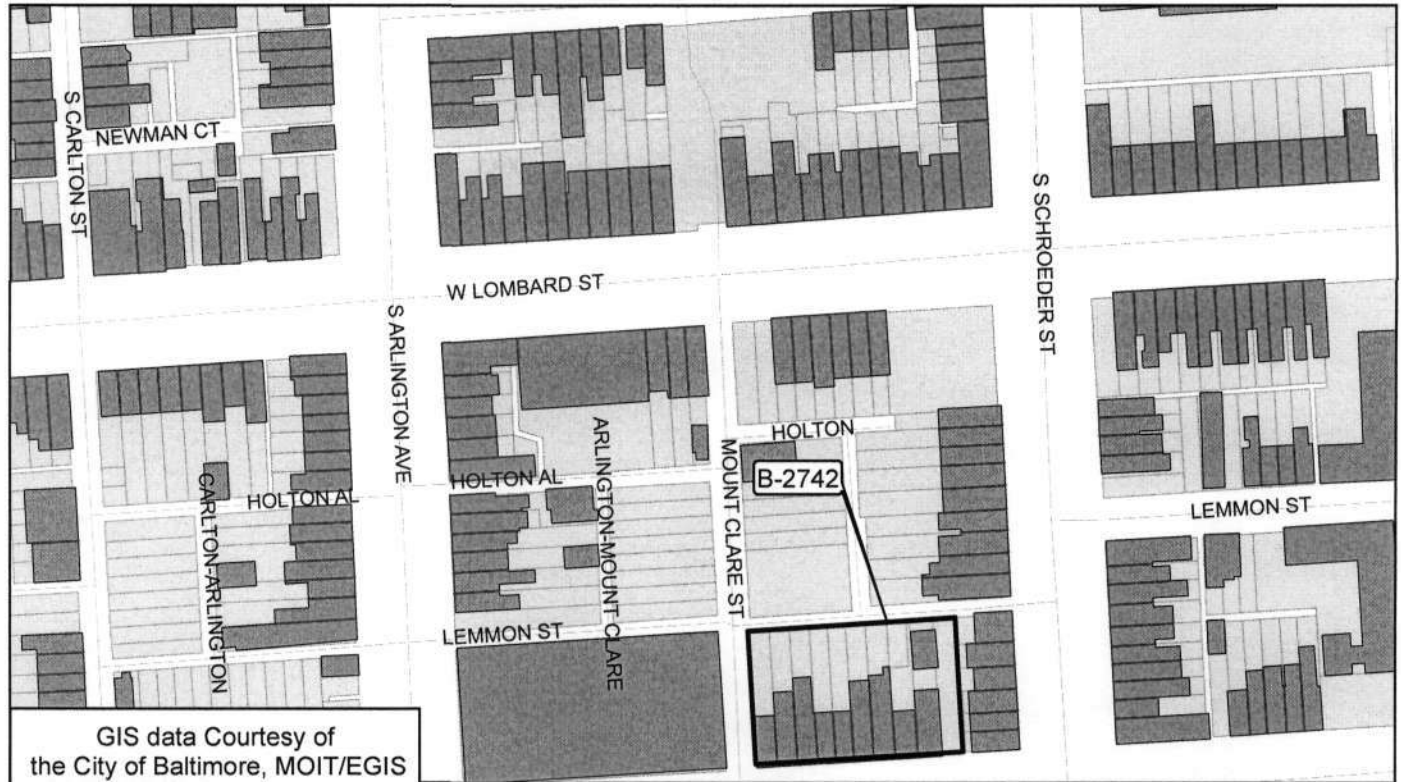 S CARLTON ST
NEWMAN CT
W LOMBARD ST
S ARLINGTON AVE
S SCHROEDER ST
HOLTON
B-2742
HOLTON AL
HOLTON AL
CARLTON-ARLINGTON
ARLINGTON-MOUNT CLARE
MOUNT CLARE ST
LEMMON ST
LEMMON ST
GIS data Courtesy of
the City of Baltimore, MOIT/EGIS